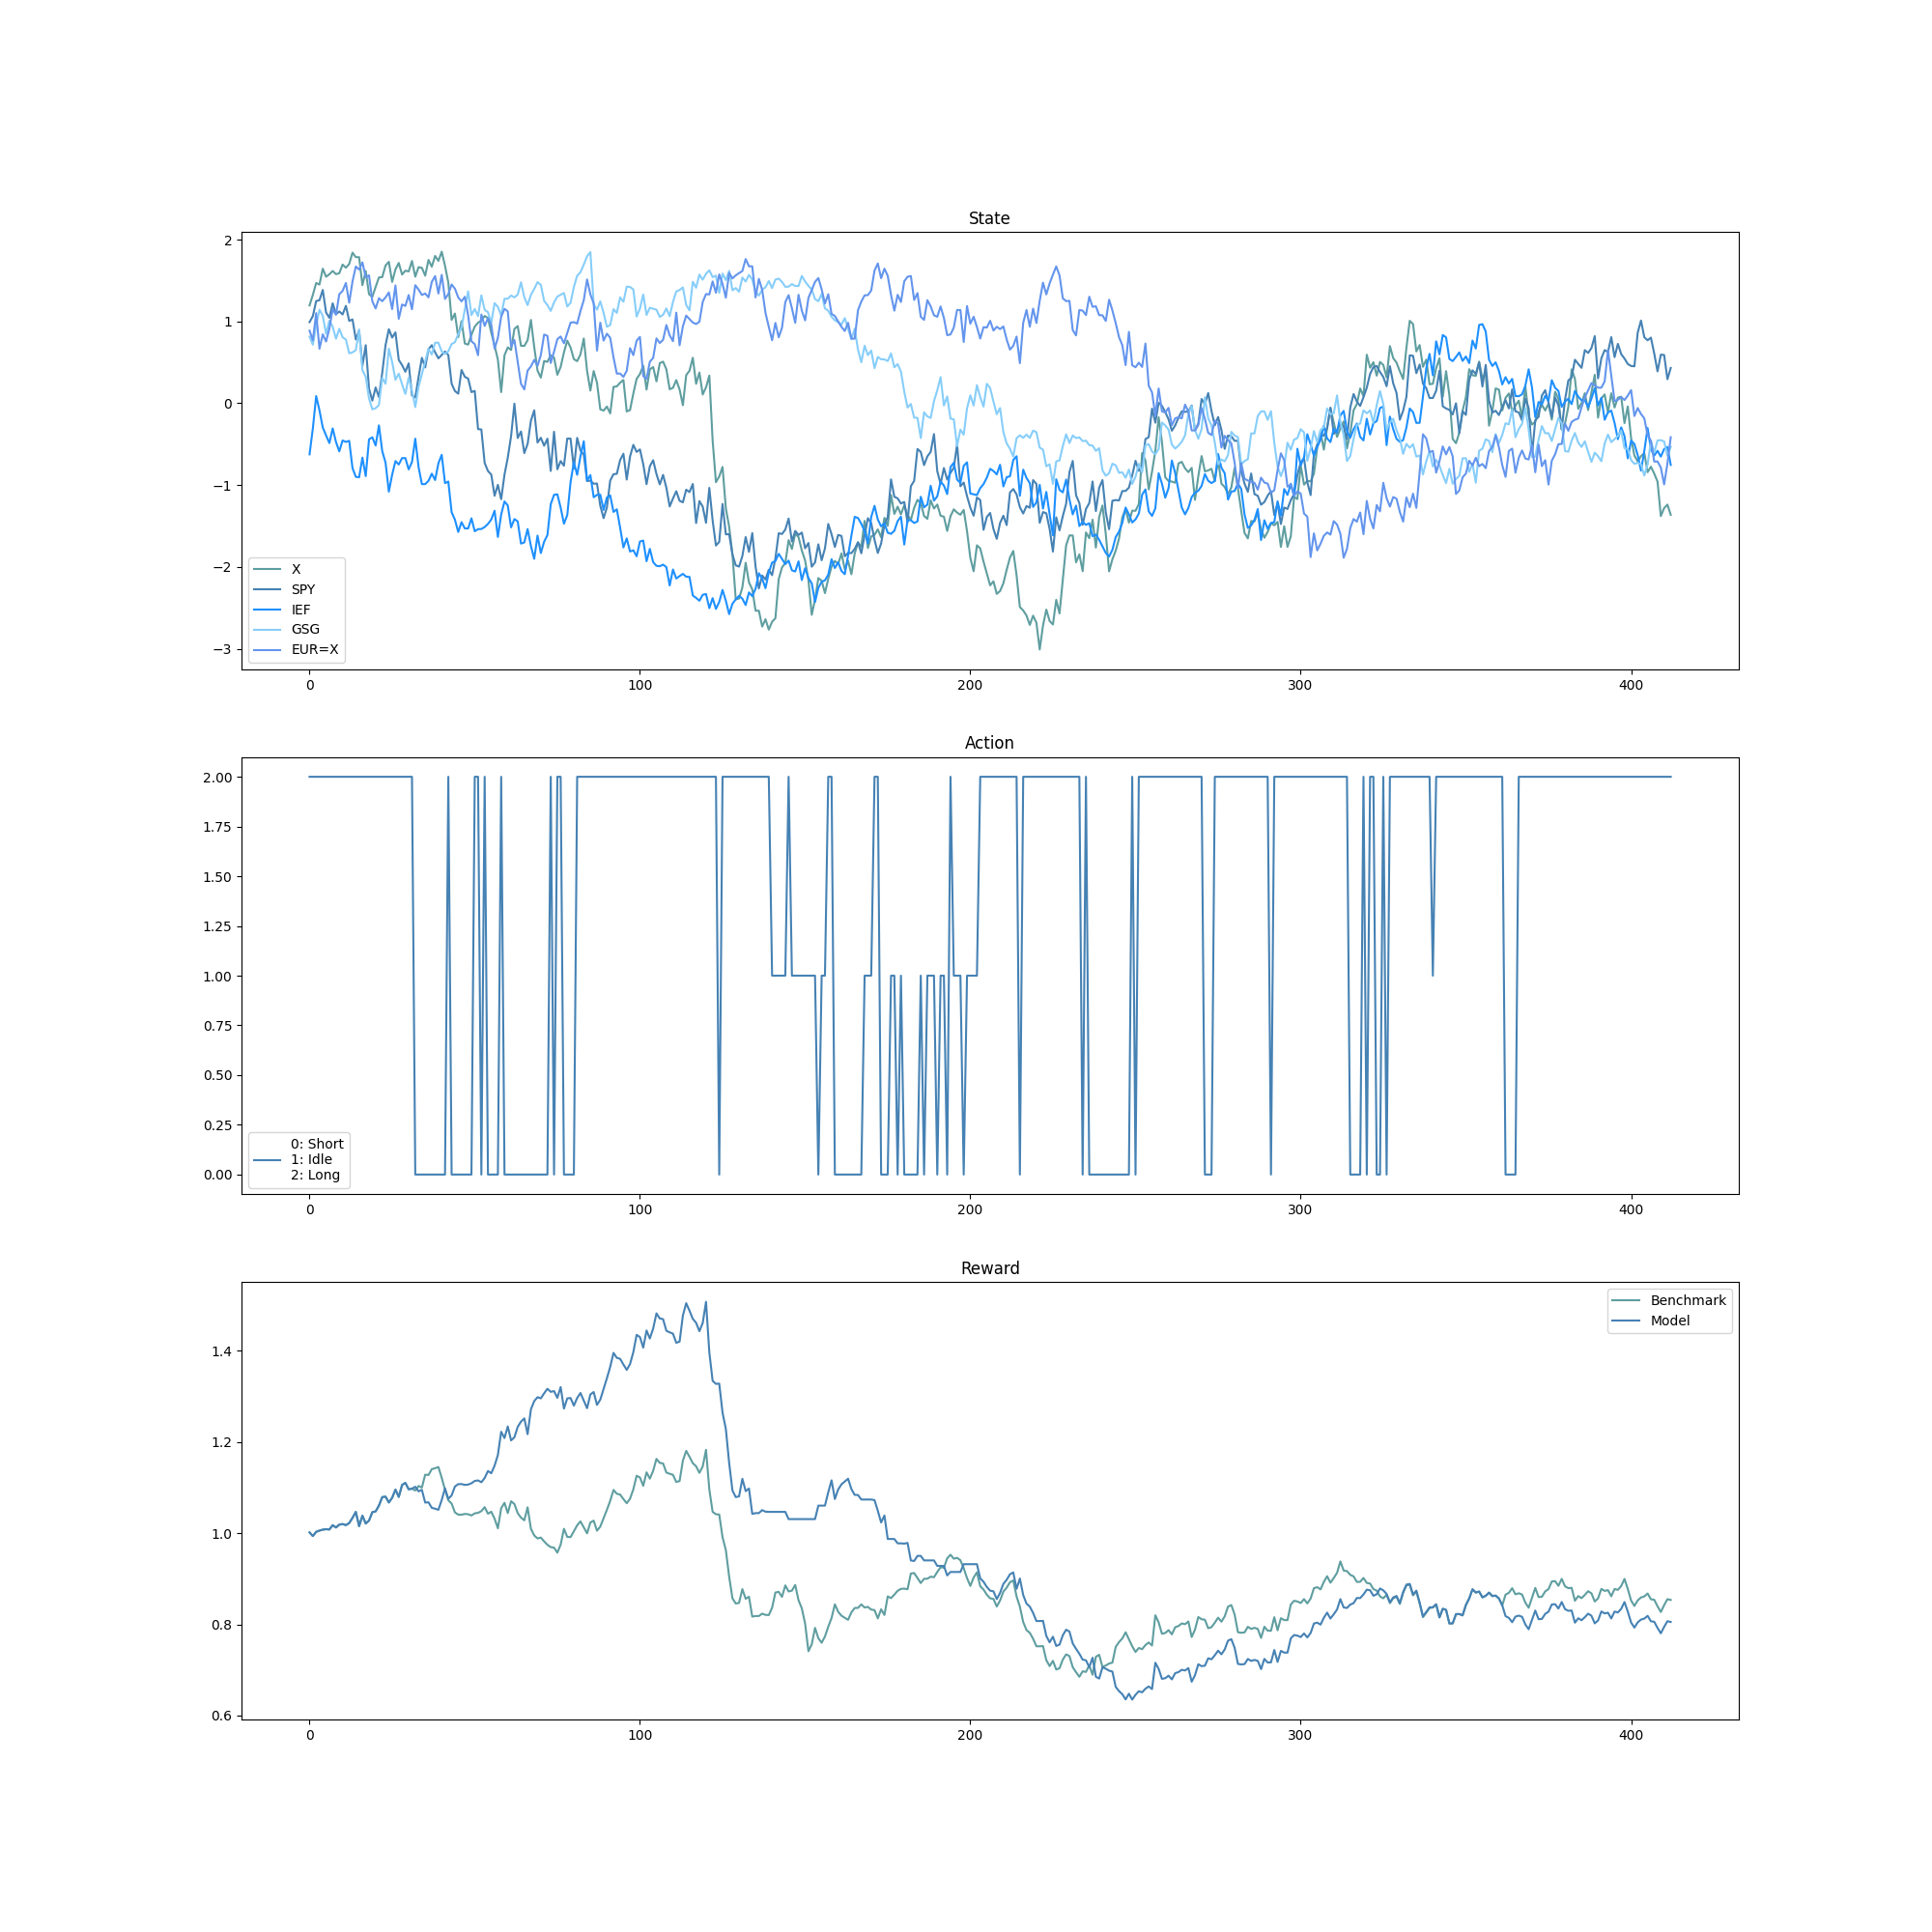 State
2
1
0
−1
−2
−3
X
SPY
IEF
GSG
EUR=X
0 100 200 300 400
Action
2.00
1.75
1.50
1.25
1.00
0.75
0.50
0.25
0.00
0: Short
1: Idle
2: Long
0 100 200 300 400
Reward
Benchmark
Model
1.4
1.2
1.0
0.8
0.6
0 100 200 300 400